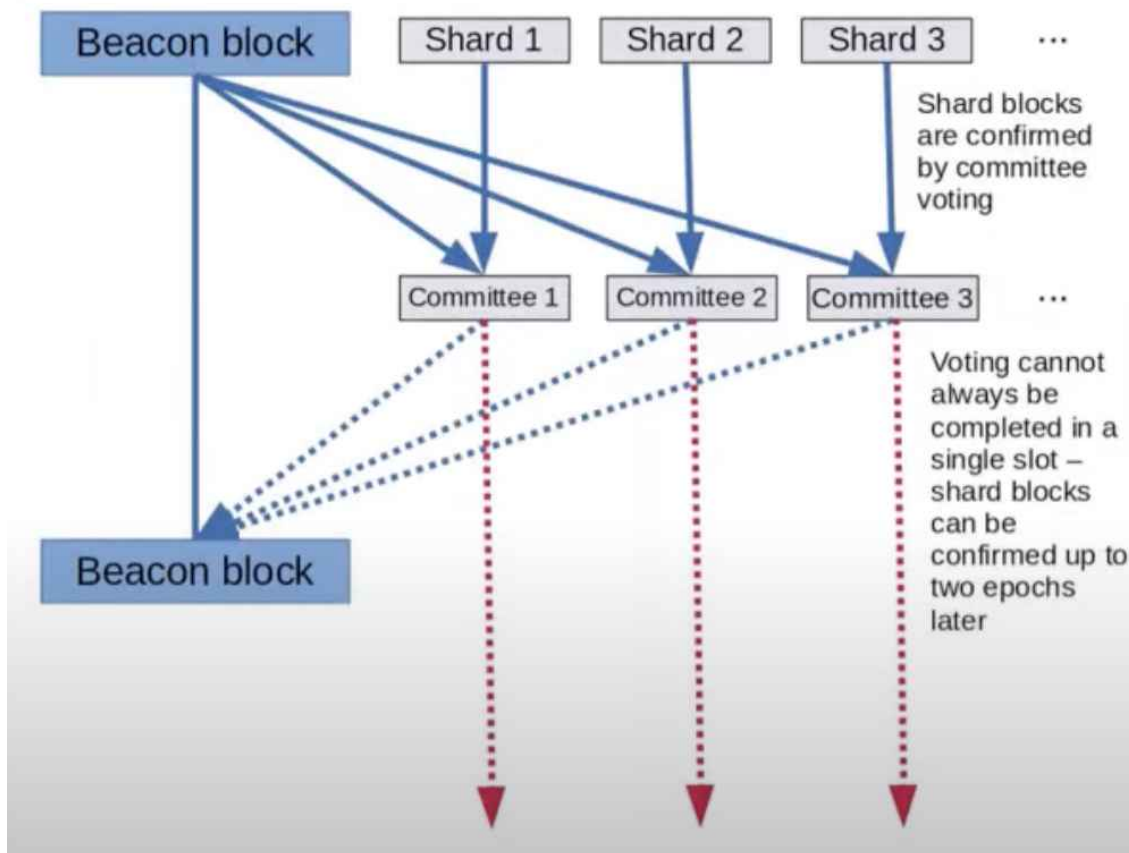 Beacon block
Shard 1
Shard 2
Shard 3
...
Shard blocks
are confirmed
by committee
voting
Committee 1
Committee 2
Committee 3
...
Voting cannot
always be
completed in a
single slot –
shard blocks
can be
confirmed up to
two epochs
later
Beacon block